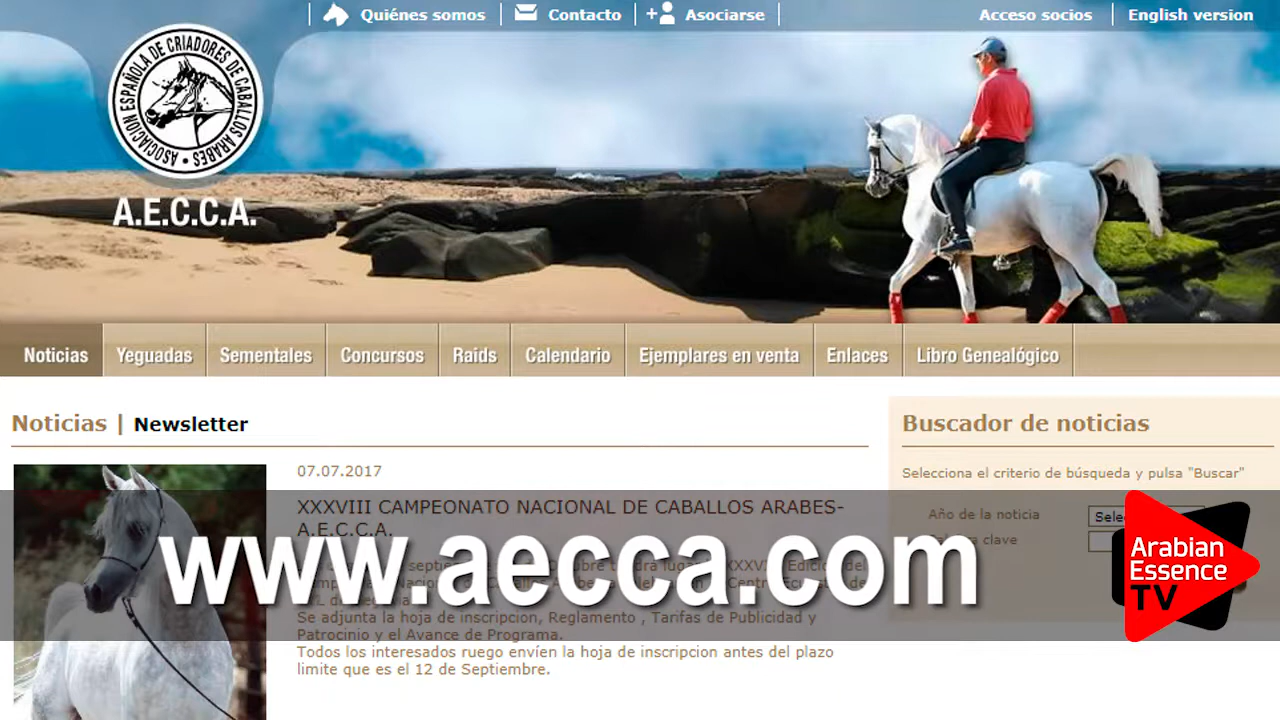 Quiénes somos
Contacto
Asociarse
Acceso socios
English version
ASOCIACION ESPAÑOLA DE CRIADORES DE CABALLOS ARABES
A.E.C.C.A.
Noticias
Yeguadas
Sementales
Concursos
Raids
Calendario
Ejemplares en venta
Enlaces
Libro Genealógico
Noticias | Newsletter
07.07.2017
XXXVIII CAMPEONATO NACIONAL DE CABALLOS ARABES-
A.E.C.C.A.
Se adjunta la hoja de inscripcion, Reglamento , Tarifas de Publicidad y
Patrocinio y el Avance de Programa.
Todos los interesados ruego envíen la hoja de inscripcion antes del plazo
limite que es el 12 de Septiembre.
Buscador de noticias
Selecciona el criterio de búsqueda y pulsa "Buscar"
Año de la noticia
clave
www.aecca.com
Arabian
Essence
TV